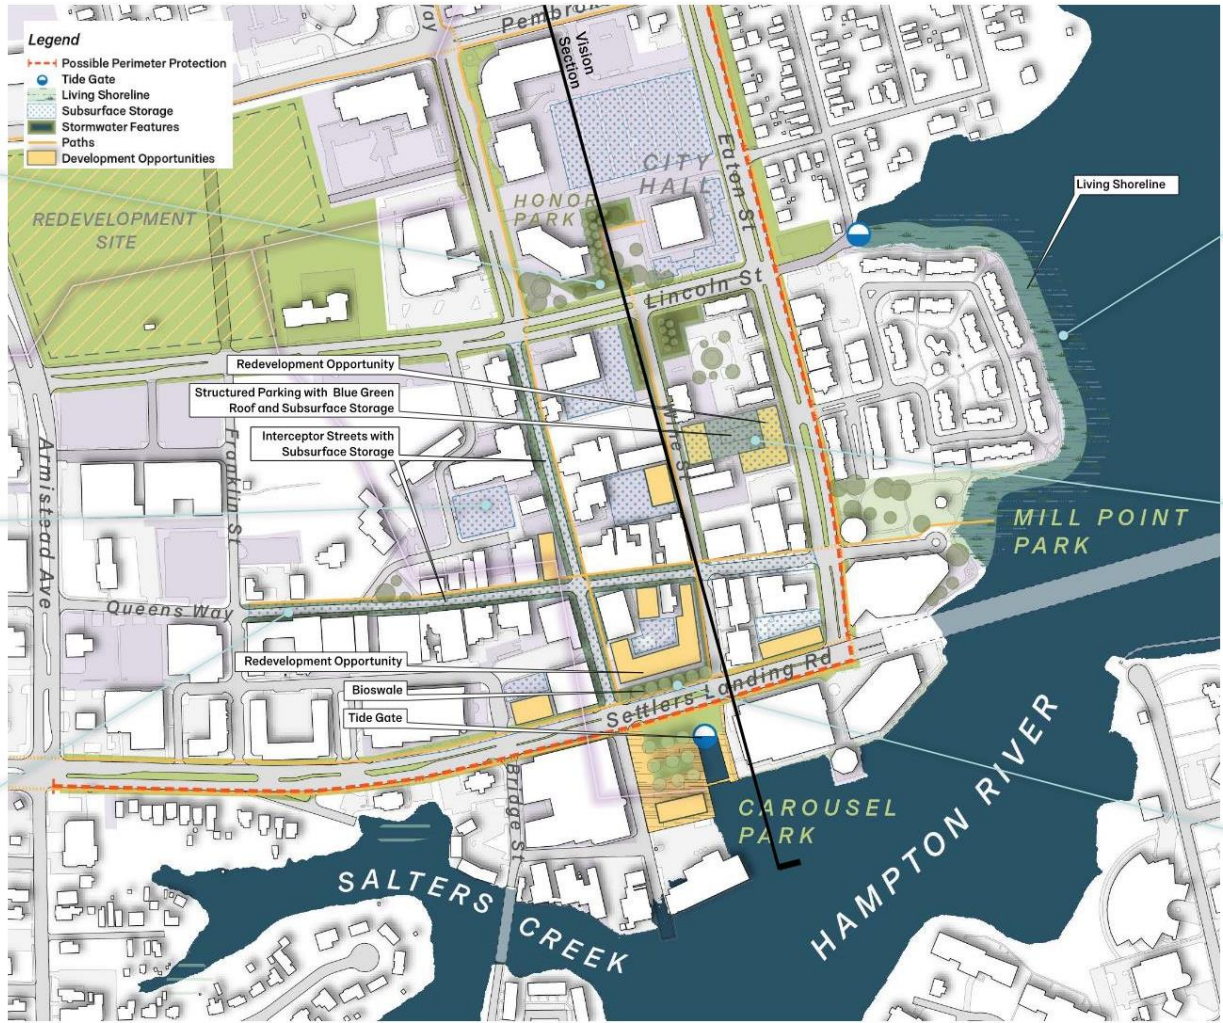 Legend
Possible Perimeter Protection
Tide Gate
Living Shoreline
Subsurface Storage
Stormwater Features
Paths
Development Opportunities
Vision
Section
Eaton St
CITY
HALL
HONOR
PARK
REDEVELOPMENT
SITE
Living Shoreline
Lincoln St
Redevelopment Opportunity
Structured Parking with Blue Green
Roof and Subsurface Storage
Interceptor Streets with
Subsurface Storage
Armistead Ave
Franklin St
MILL POINT
PARK
Queens Way
Redevelopment Opportunity
Bioswale
Tide Gate
Settlers Landing Rd
Bridge St
CAROUSEL
PARK
SALTERS CREEK
HAMPTON RIVER